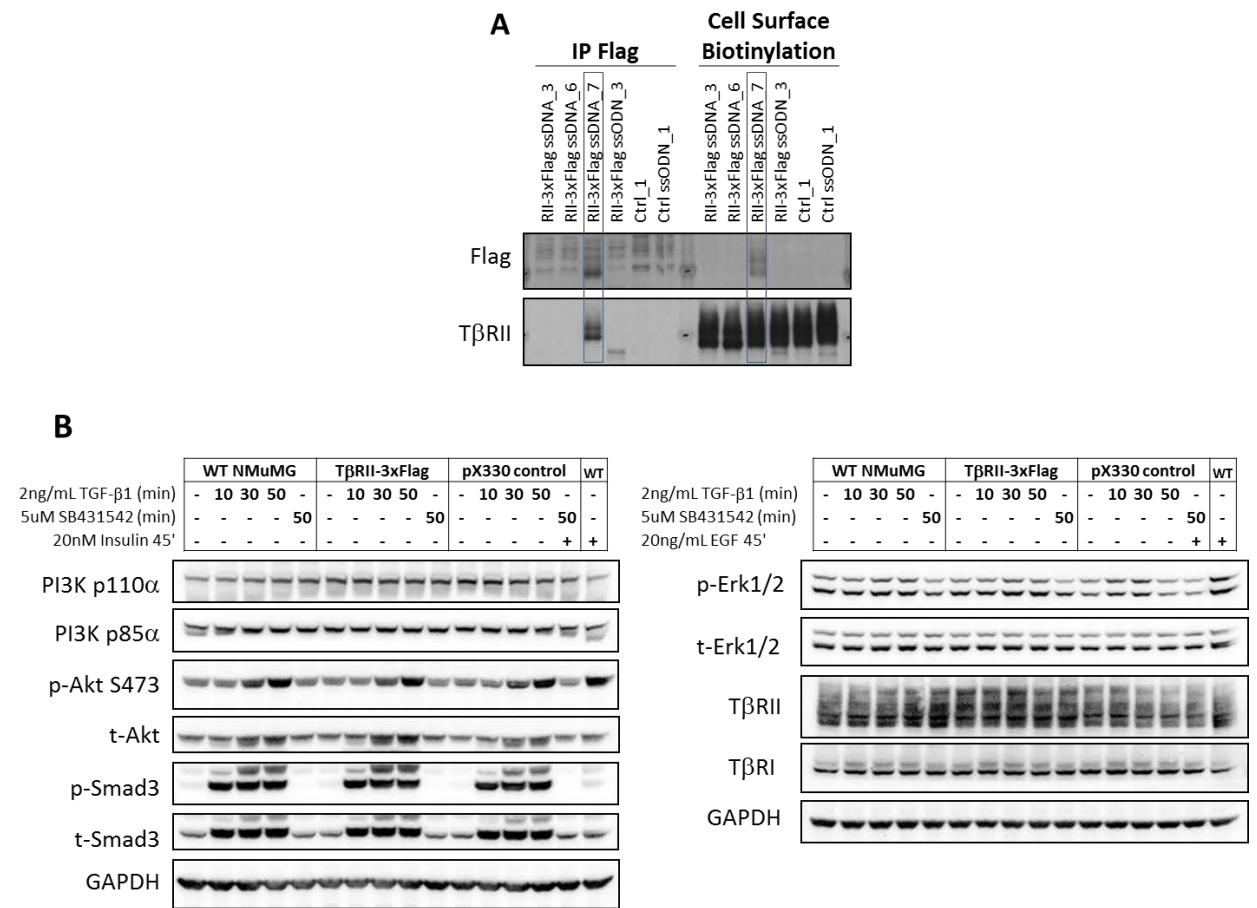 A
IP Flag
Cell Surface
Biotinylation
RII-3xFlag ssDNA_3
RII-3xFlag ssDNA_6
RII-3xFlag ssDNA_7
RII-3xFlag ssODN_3
Ctrl_1
Ctrl ssODN_1
RII-3xFlag ssDNA_3
RII-3xFlag ssDNA_6
RII-3xFlag ssDNA_7
RII-3xFlag ssODN_3
Ctrl_1
Ctrl ssODN_1
Flag
TβRII
B
WT NMuMG TβRII-3xFlag pX330 control WT
2ng/mL TGF-β1 (min) - 10 30 50 - - 10 30 50 - - 10 30 50 - -
5uM SB431542 (min) - - - - 50 - - - - 50 - - - - 50 -
20nM Insulin 45' - - - - - - - - - - - - - - + +
PI3K p110α
PI3K p85α
p-Akt S473
t-Akt
p-Smad3
t-Smad3
GAPDH
WT NMuMG TβRII-3xFlag pX330 control WT
2ng/mL TGF-β1 (min) - 10 30 50 - - 10 30 50 - - 10 30 50 - -
5uM SB431542 (min) - - - - 50 - - - - 50 - - - - 50 -
20ng/mL EGF 45' - - - - - - - - - - - - - - + +
p-Erk1/2
t-Erk1/2
TβRII
TβRI
GAPDH